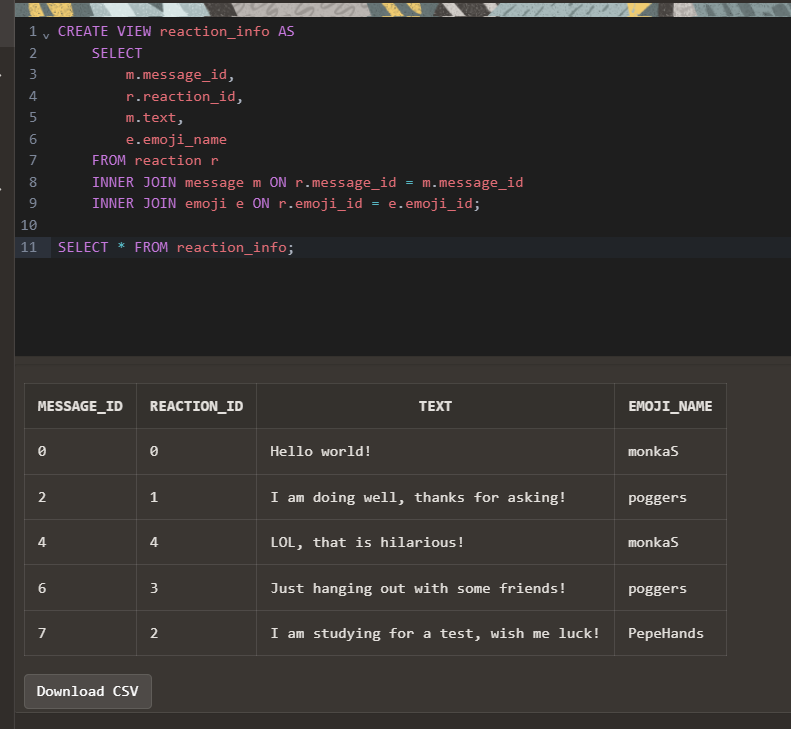 1 CREATE VIEW reaction_info AS
2 SELECT
3 m.message_id,
4 r.reaction_id,
5 m.text,
6 e.emoji_name
7 FROM reaction r
8 INNER JOIN message m ON r.message_id = m.message_id
9 INNER JOIN emoji e ON r.emoji_id = e.emoji_id;
10
11 SELECT * FROM reaction_info;
MESSAGE_ID REACTION_ID TEXT EMOJI_NAME
0 0 Hello world! monkaS
2 1 I am doing well, thanks for asking! poggers
4 4 LOL, that is hilarious! monkaS
6 3 Just hanging out with some friends! poggers
7 2 I am studying for a test, wish me luck! PepeHands
Download CSV